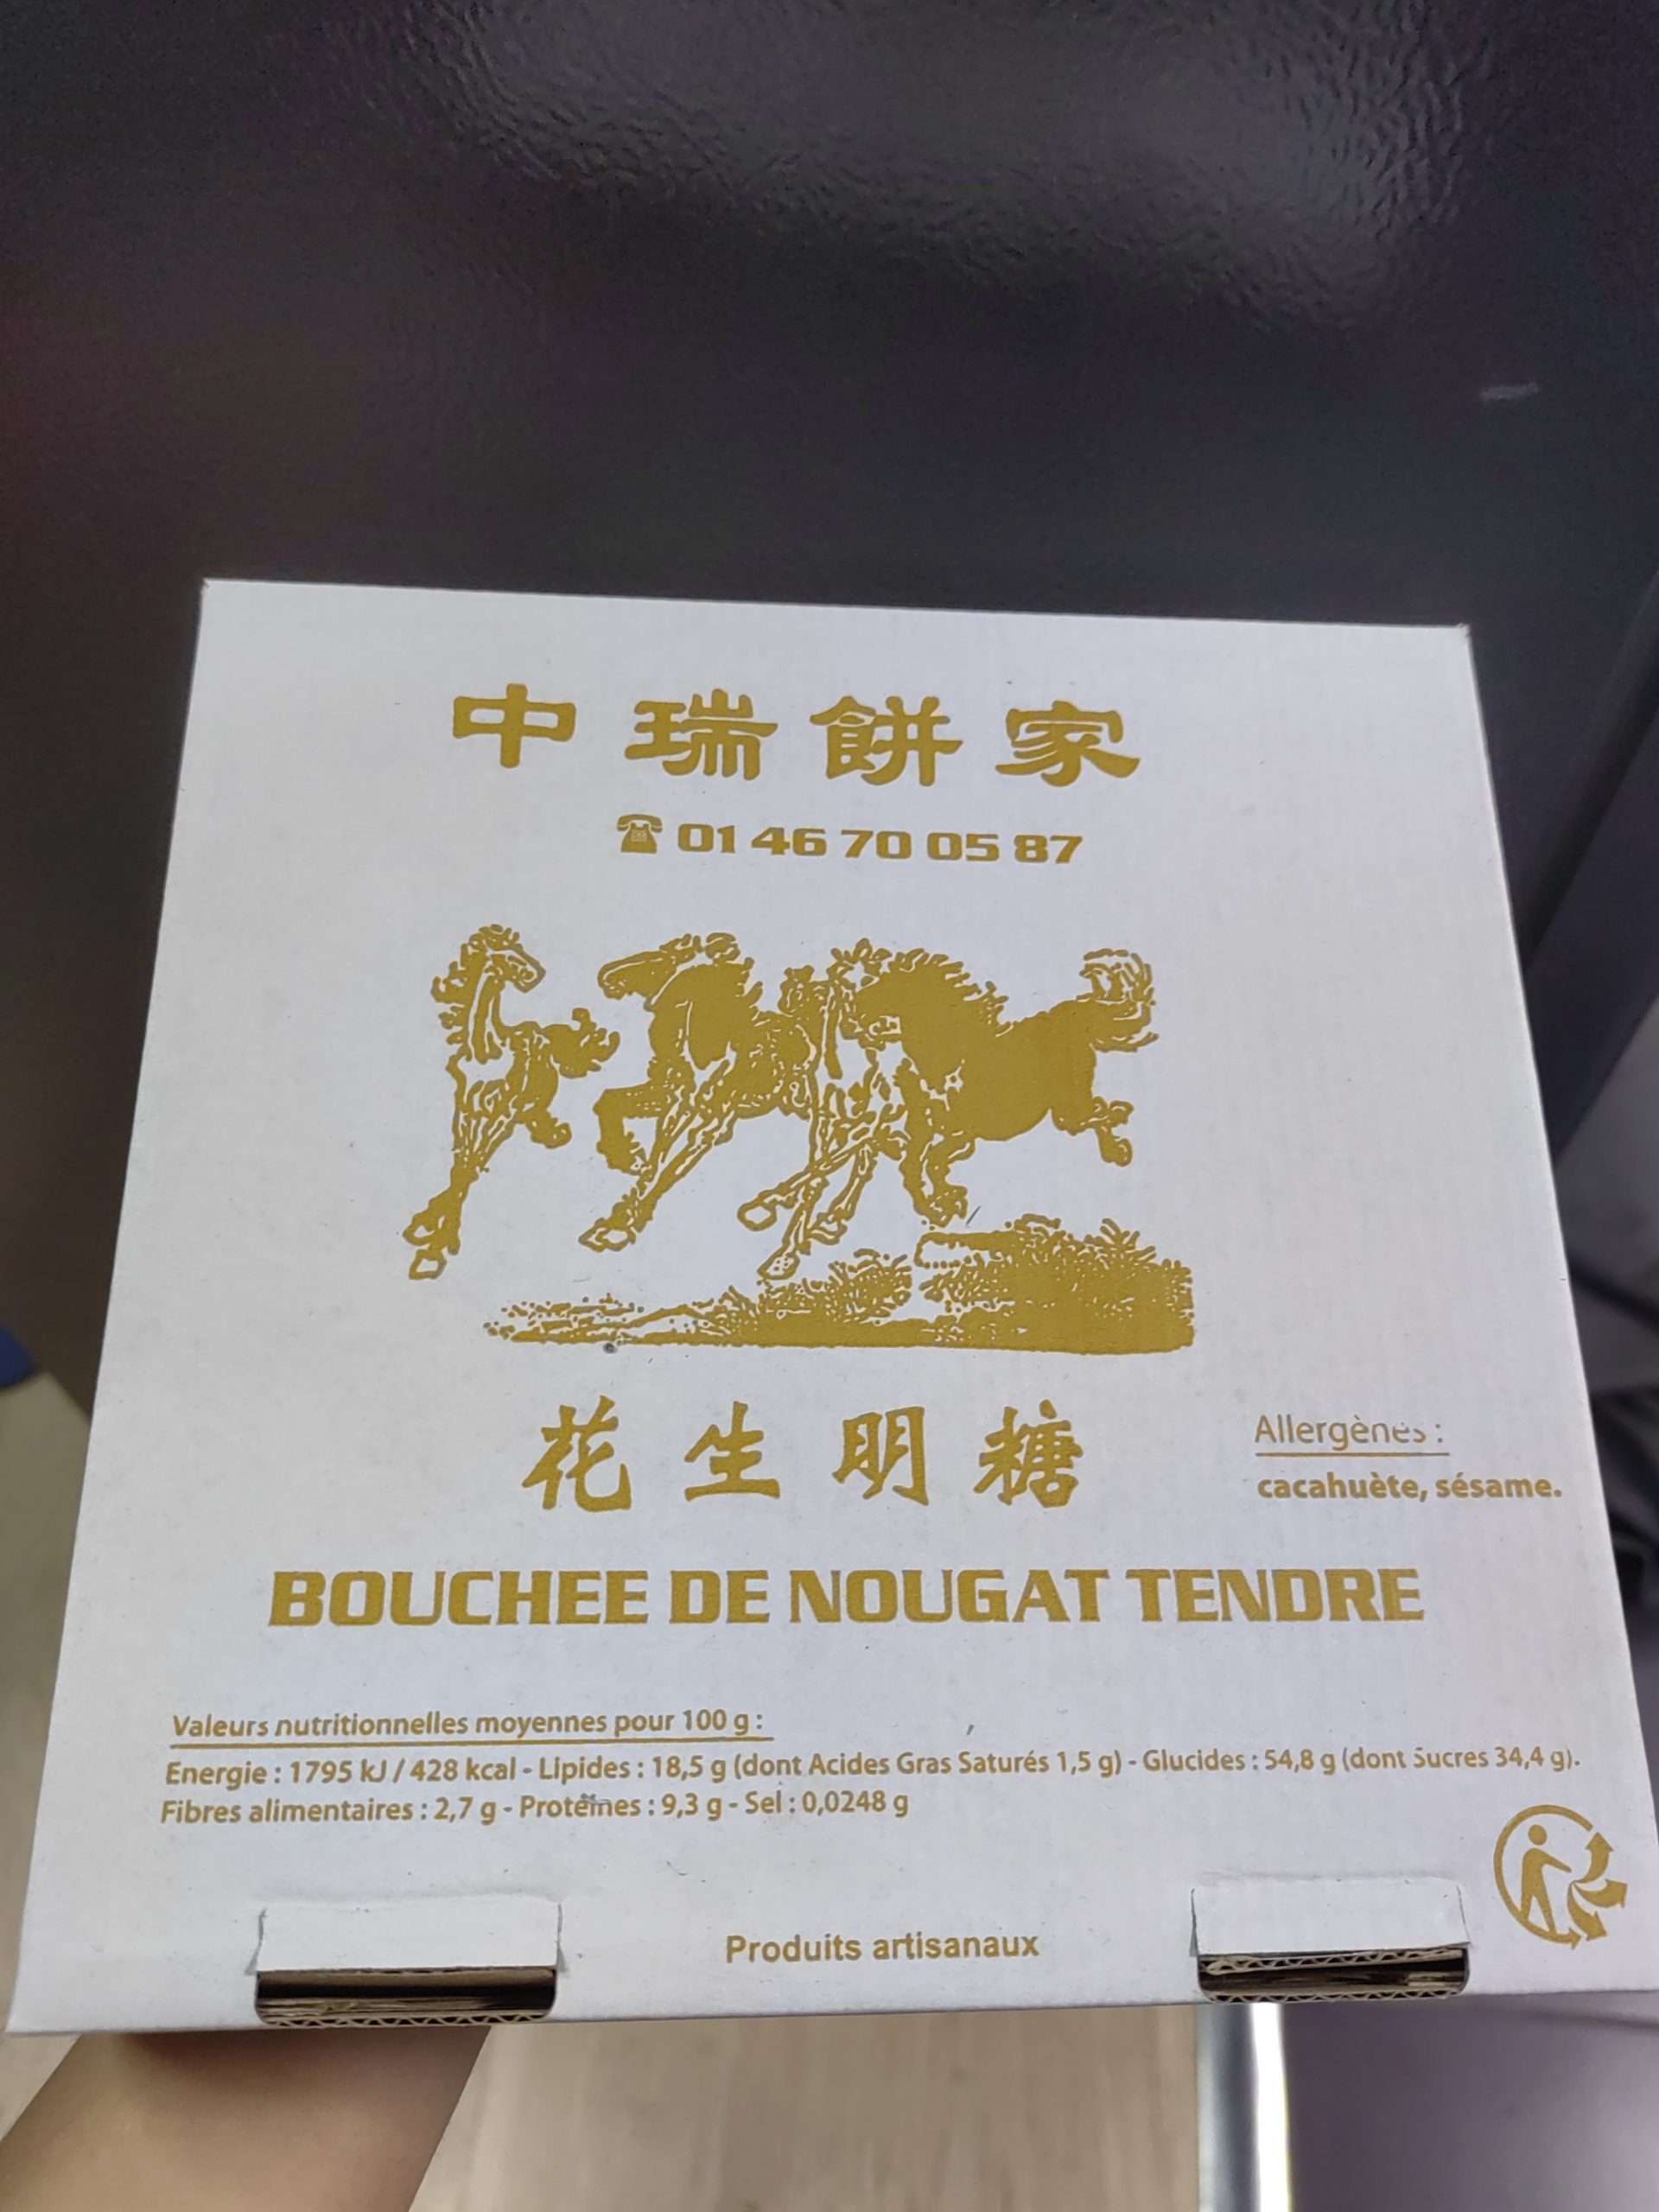 中瑞餅家
☎ 01 46 70 05 87
花生明糖
Allergènes :
cacahuète, sésame.
BOUCHEE DE NOUGAT TENDRE
Valeurs nutritionnelles moyennes pour 100 g :
Energie : 1795 kJ / 428 kcal - Lipides : 18,5 g (dont Acides Gras Saturés 1,5 g) - Glucides : 54,8 g (dont Sucres 34,4 g).
Fibres alimentaires : 2,7 g - Protéines : 9,3 g - Sel : 0,0248 g
Produits artisanaux